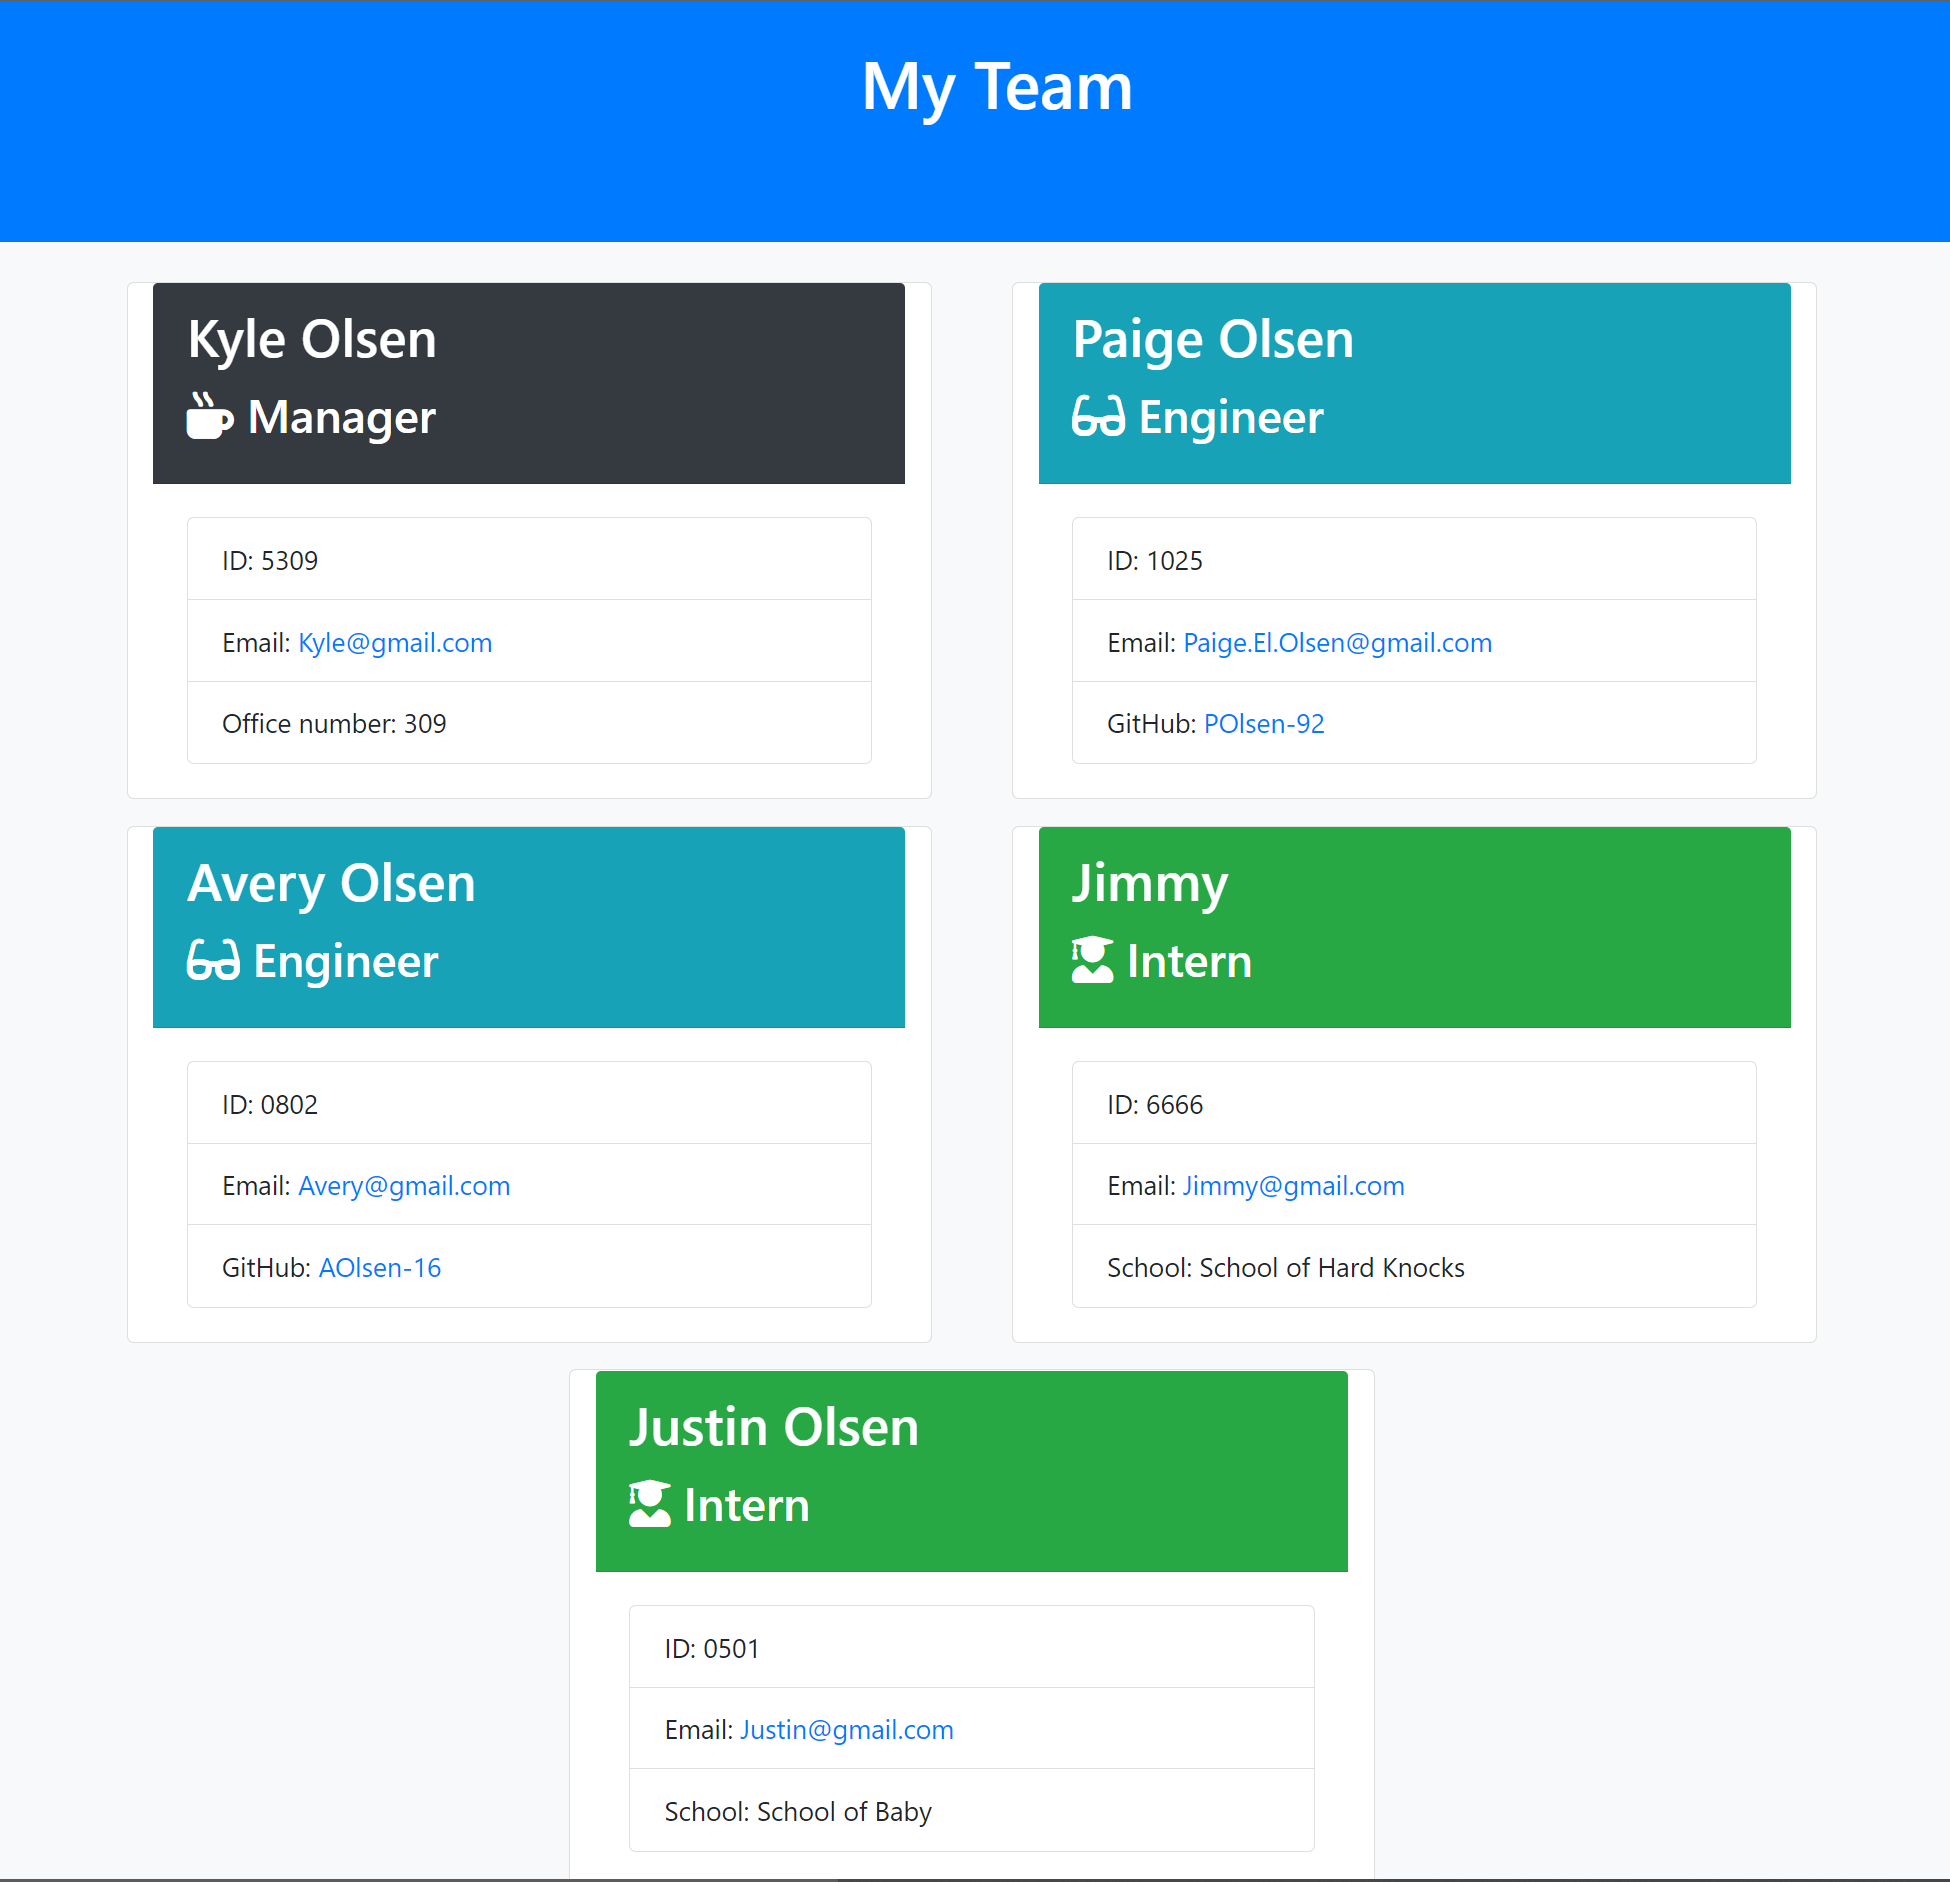 My Team
Kyle Olsen
Manager
ID: 5309
Email: Kyle@gmail.com
Office number: 309
Paige Olsen
Engineer
ID: 1025
Email: Paige.El.Olsen@gmail.com
GitHub: POlsen-92
Avery Olsen
Engineer
ID: 0802
Email: Avery@gmail.com
GitHub: AOlsen-16
Jimmy
Intern
ID: 6666
Email: Jimmy@gmail.com
School: School of Hard Knocks
Justin Olsen
Intern
ID: 0501
Email: Justin@gmail.com
School: School of Baby